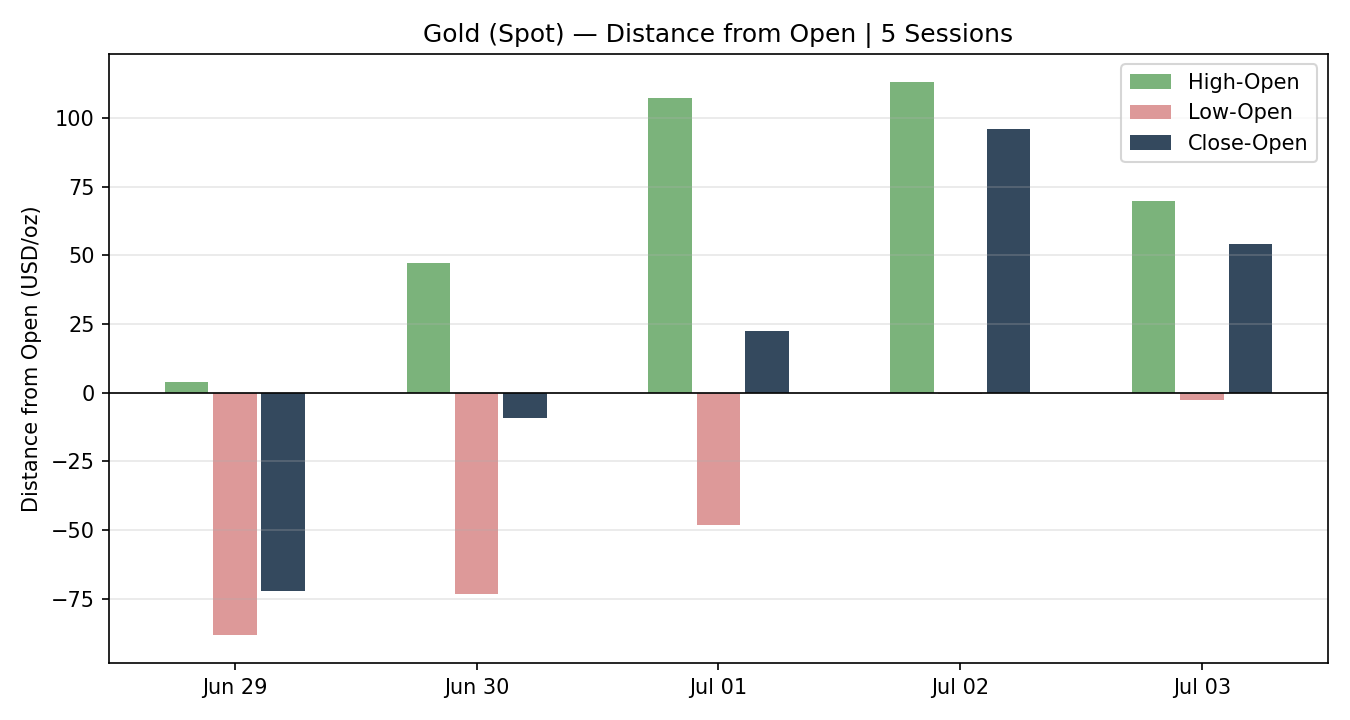 Gold (Spot) — Distance from Open | 5 Sessions
High-Open
Low-Open
Close-Open
Distance from Open (USD/oz)
100
75
50
25
0
−25
−50
−75
Jun 29
Jun 30
Jul 01
Jul 02
Jul 03